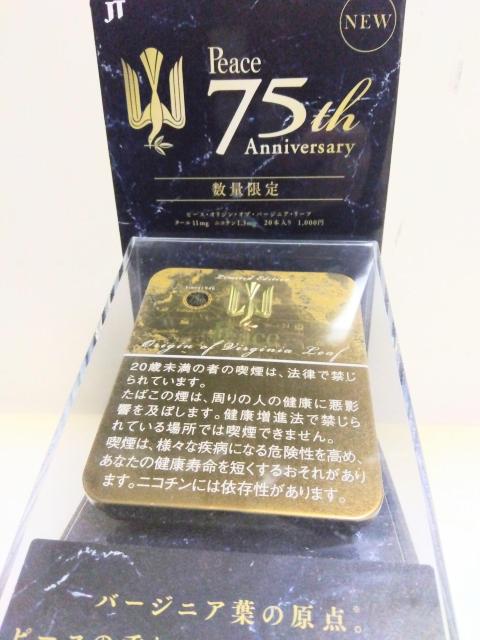 JT
NEW
Peace
75th
Anniversary
数量限定
ピース・オリジン・オブ・バージニア・リーフ
タール11mg ニコチン1.3mg 20本入り 1,000円
Limited Edition
Peace
Origin of Virginia Leaf
20歳未満の者の喫煙は、法律で禁じ
られています。
たばこの煙は、周りの人の健康に悪影
響を及ぼします。健康増進法で禁じら
れている場所では喫煙できません。
喫煙は、様々な疾病になる危険性を高め、
あなたの健康寿命を短くするおそれがあり
ます。ニコチンには依存性があります。
バージニア葉の原点。
ピースの